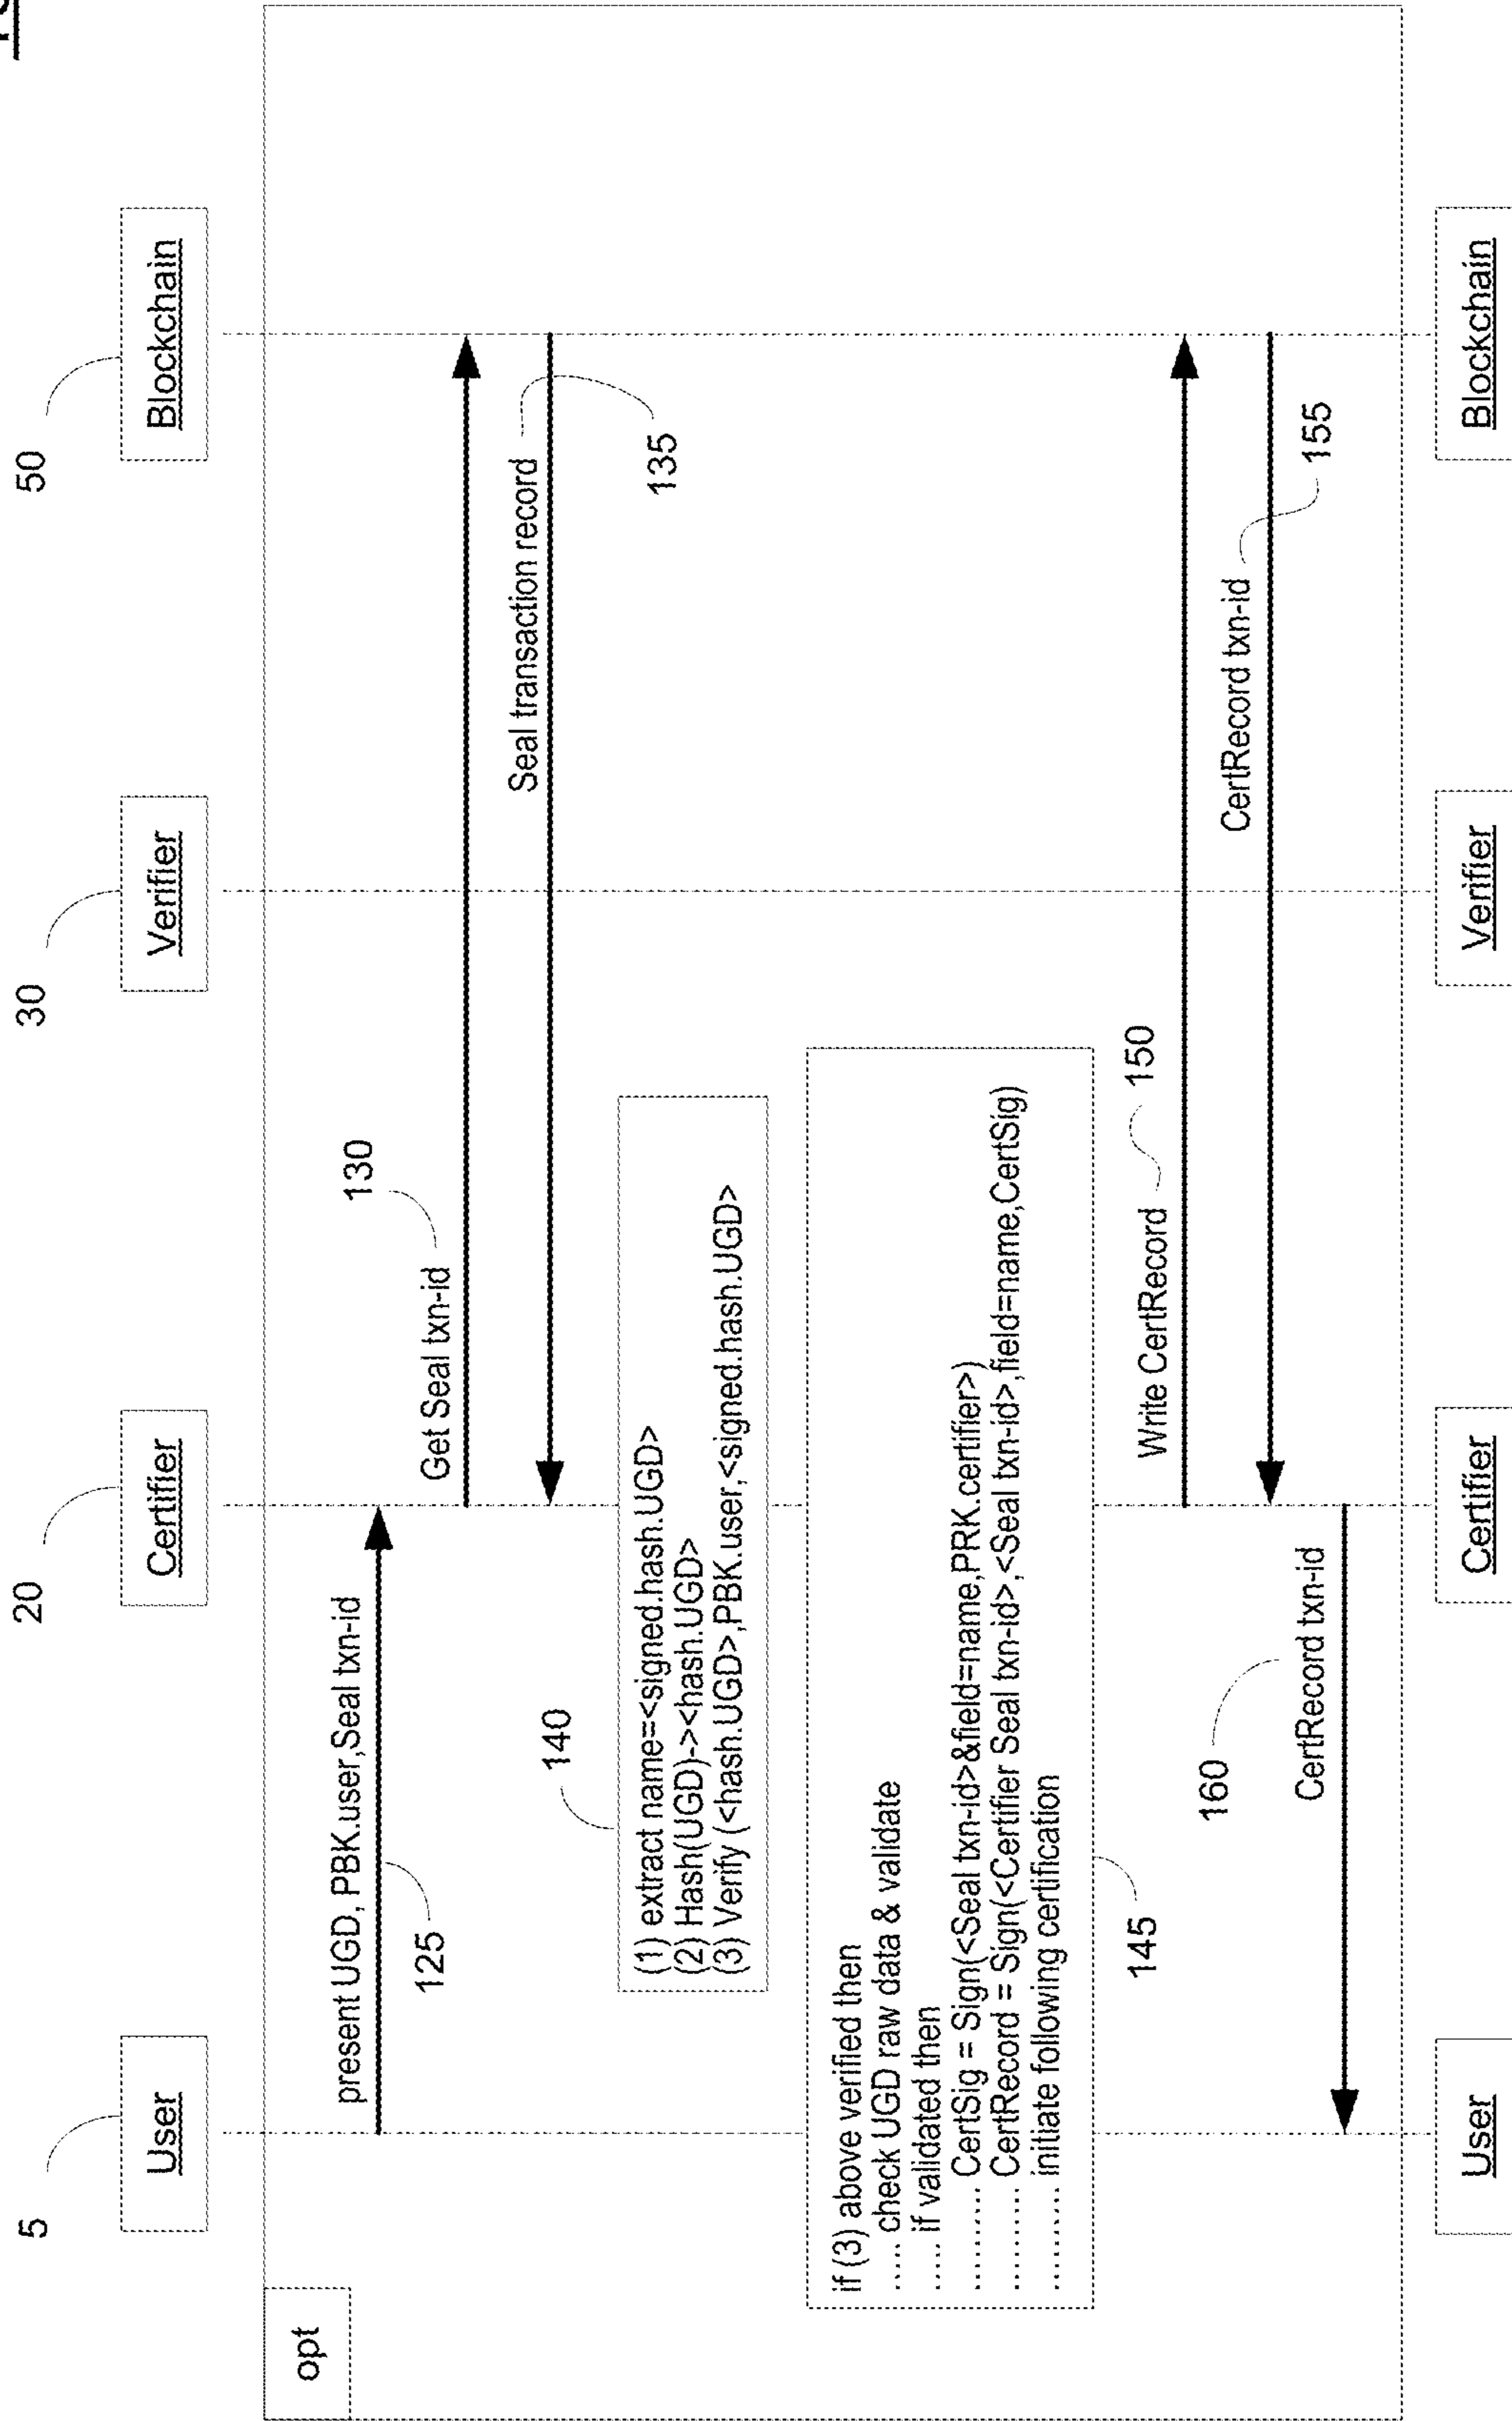 5
20
30
50
User
Certifier
Verifier
Blockchain
opt
present UGD, PBK.user,Seal txn-id
125
Get Seal txn-id
130
Seal transaction record
135
140
(1) extract name=<signed.hash.UGD>
(2) Hash(UGD)-><hash.UGD>
(3) Verify (<hash.UGD>,PBK.user,<signed.hash.UGD>
if (3) above verified then
..... check UGD raw data & validate
..... if validated then
.......... CertSig = Sign(<Seal txn-id>&field=name,PRK.certifier>)
.......... CertRecord = Sign(<Certifier Seal txn-id>,<Seal txn-id>,field=name,CertSig)
.......... initiate following certification
145
Write CertRecord
150
CertRecord txn-id
155
160
CertRecord txn-id
User
Certifier
Verifier
Blockchain